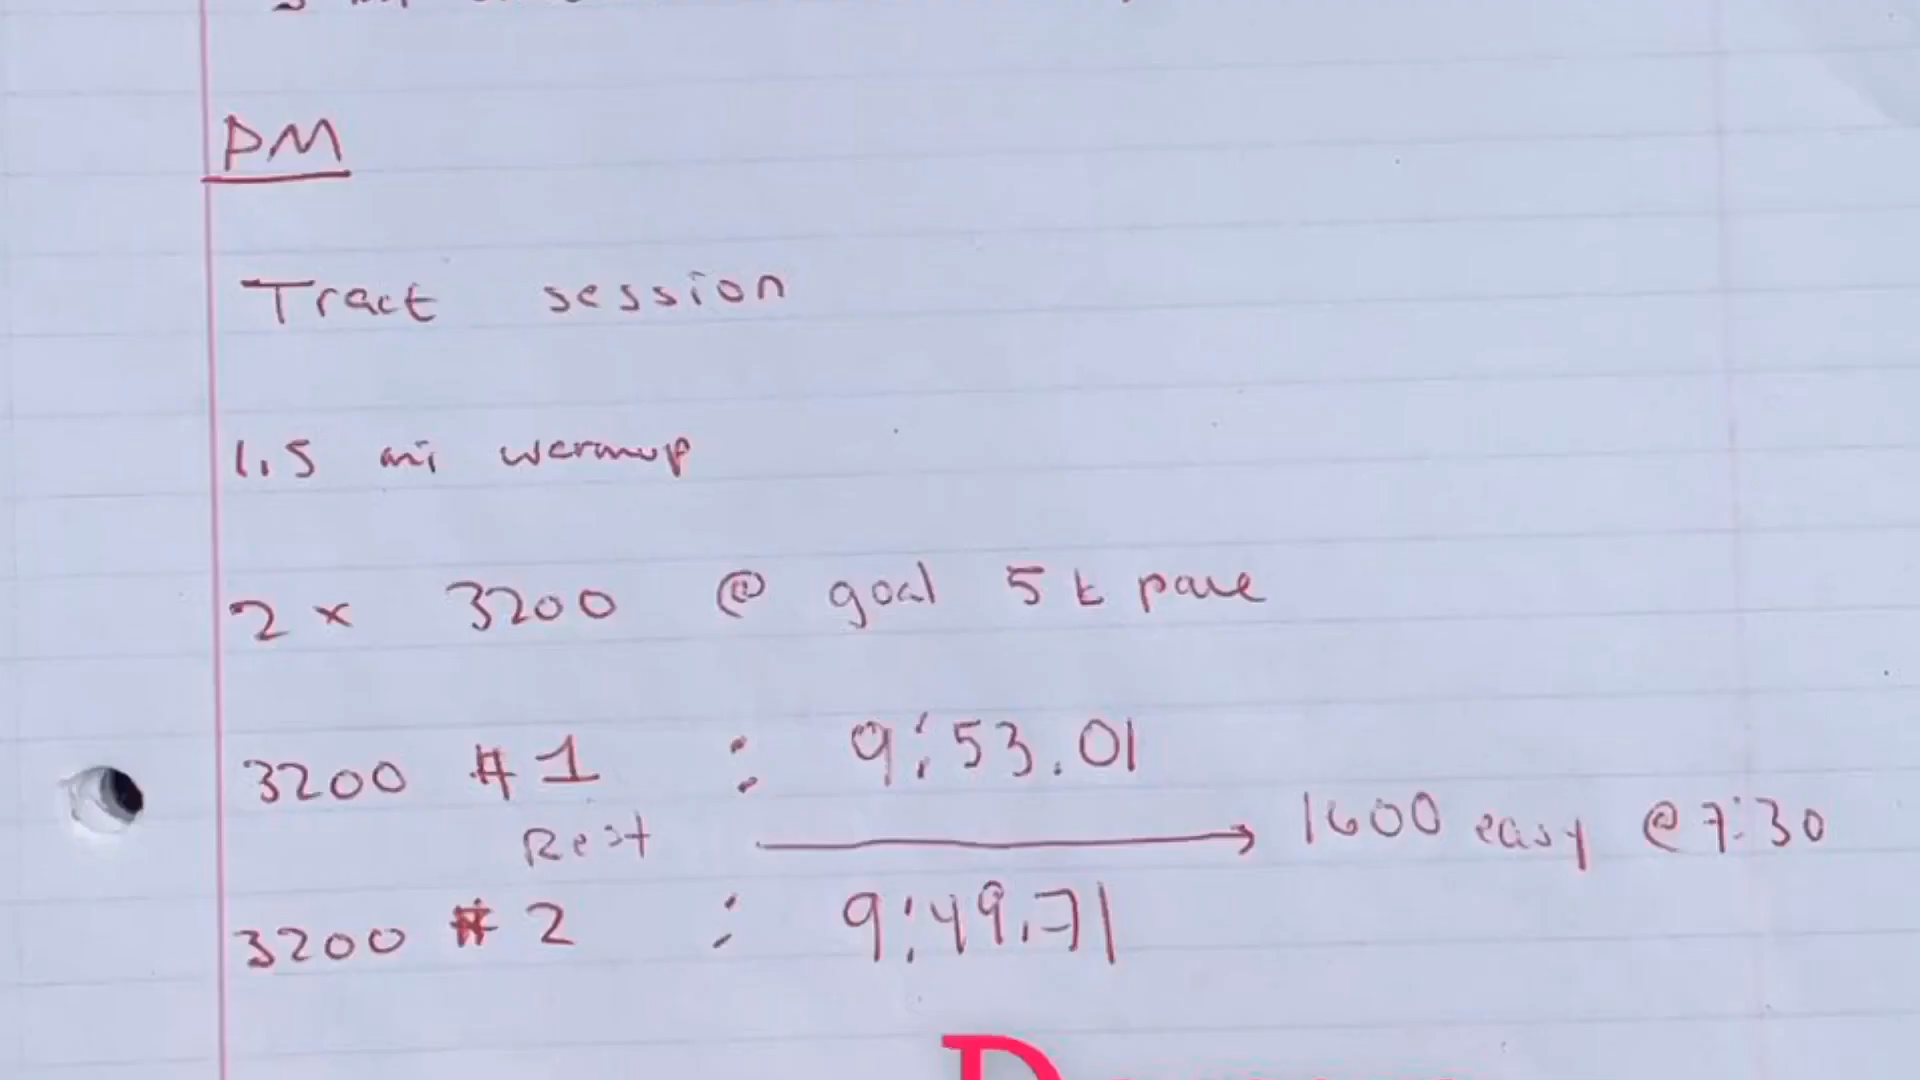 PM
Track session
1.5 mi warmup
2 x 3200 @ goal 5k pace
3200 #1 : 9:53.01
Rest → 1600 easy @ 7:30
3200 #2 : 9:49.71